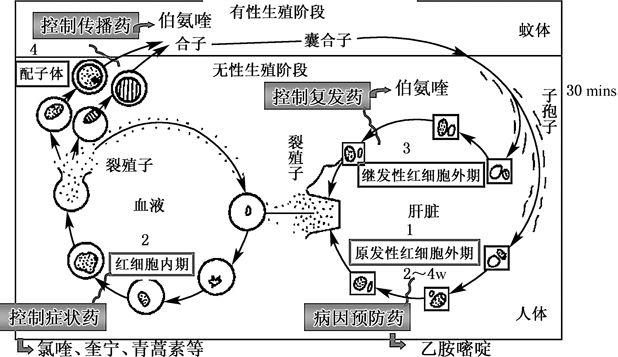 控制传播药
伯氨喹
有性生殖阶段
蚊体
4
合子
囊合子
配子体
无性生殖阶段
子孢子
30 mins
控制复发药
伯氨喹
裂殖子
裂殖子
3
继发性红细胞外期
血液
肝脏
2
1
红细胞内期
原发性红细胞外期
2～4w
控制症状药
病因预防药
人体
氯喹、奎宁、青蒿素等
乙胺嘧啶